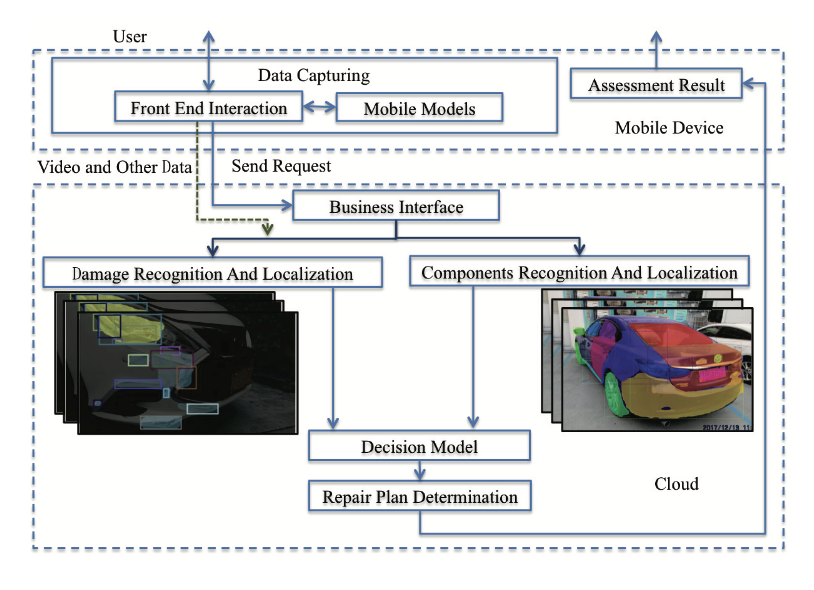 User
Data Capturing
Front End Interaction
Mobile Models
Assessment Result
Mobile Device
Video and Other Data
Send Request
Business Interface
Damage Recognition And Localization
Components Recognition And Localization
2017/12/19 11
Decision Model
Repair Plan Determination
Cloud